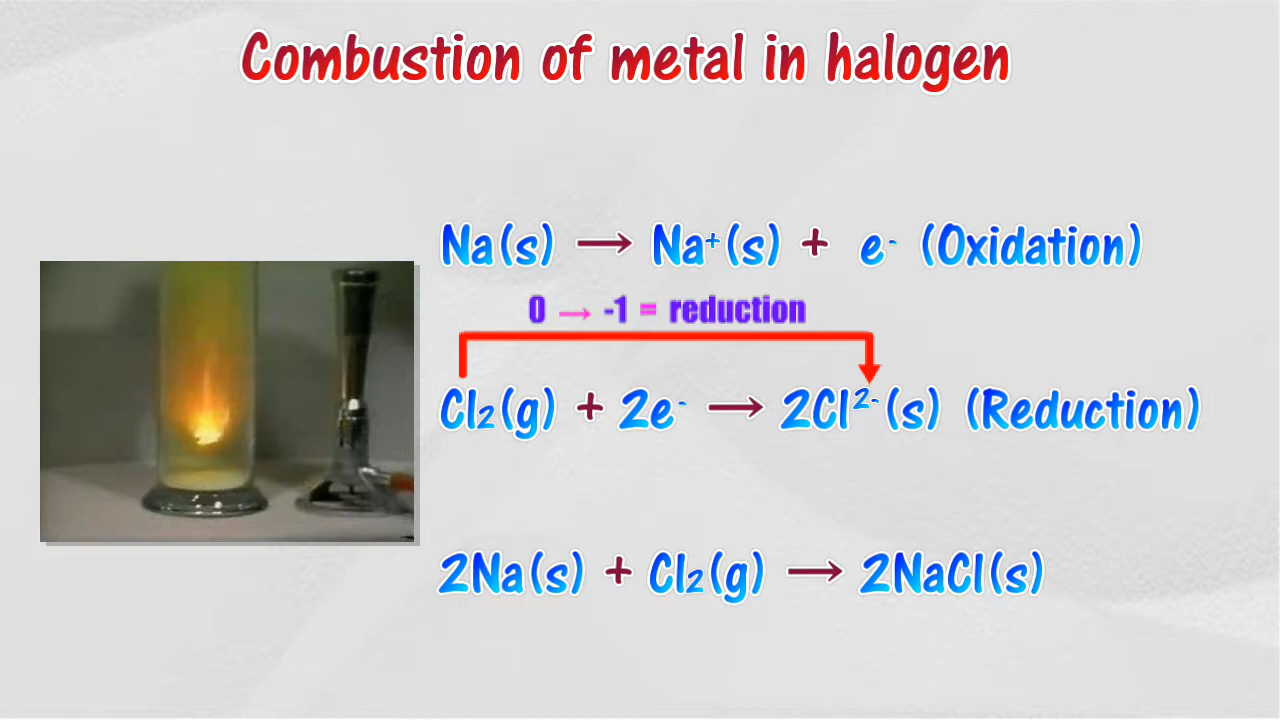 Combustion of metal in halogen
Na(s) → Na⁺(s) + e⁻ (Oxidation)
0 → -1 = reduction
Cl₂(g) + 2e⁻ → 2Cl²⁻(s) (Reduction)
2Na(s) + Cl₂(g) → 2NaCl(s)